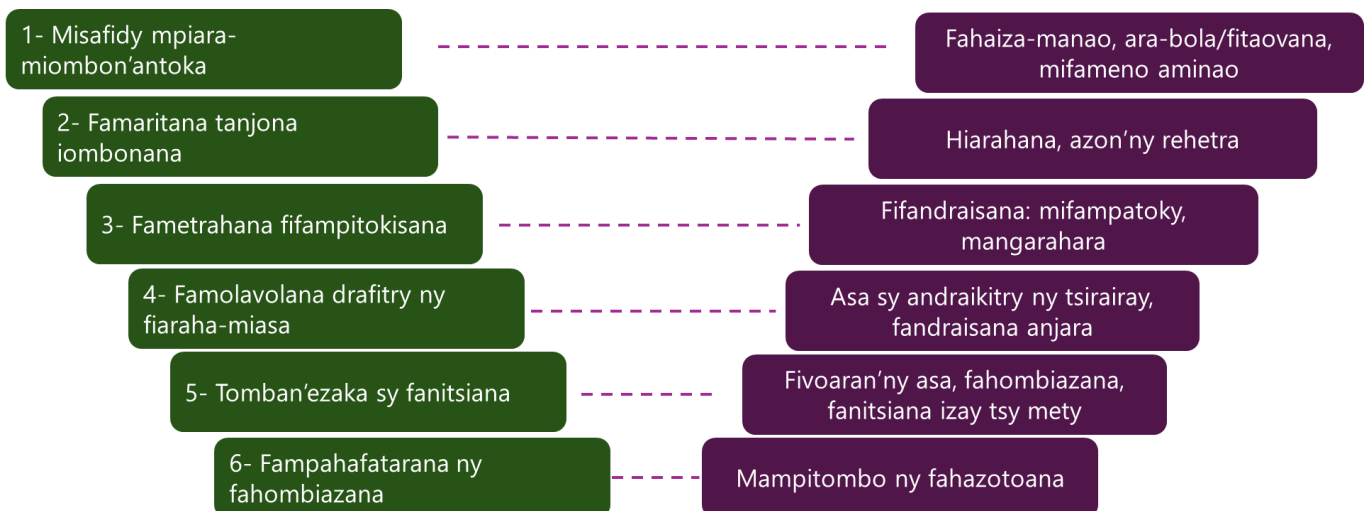 1- Misafidy mpiara-
miombon’antoka
Fahaiza-manao, ara-bola/fitaovana,
mifameno aminao
2- Famaritana tanjona
iombonana
Hiarahana, azon’ny rehetra
3- Fametrahana fifampitokisana
Fifandraisana: mifampatoky,
mangarahara
4- Famolavolana drafitry ny
fiaraha-miasa
Asa sy andraikitry ny tsirairay,
fandraisana anjara
5- Tomban’ezaka sy fanitsiana
Fivoaran’ny asa, fahombiazana,
fanitsiana izay tsy mety
6- Fampahafatarana ny
fahombiazana
Mampitombo ny fahazotoana